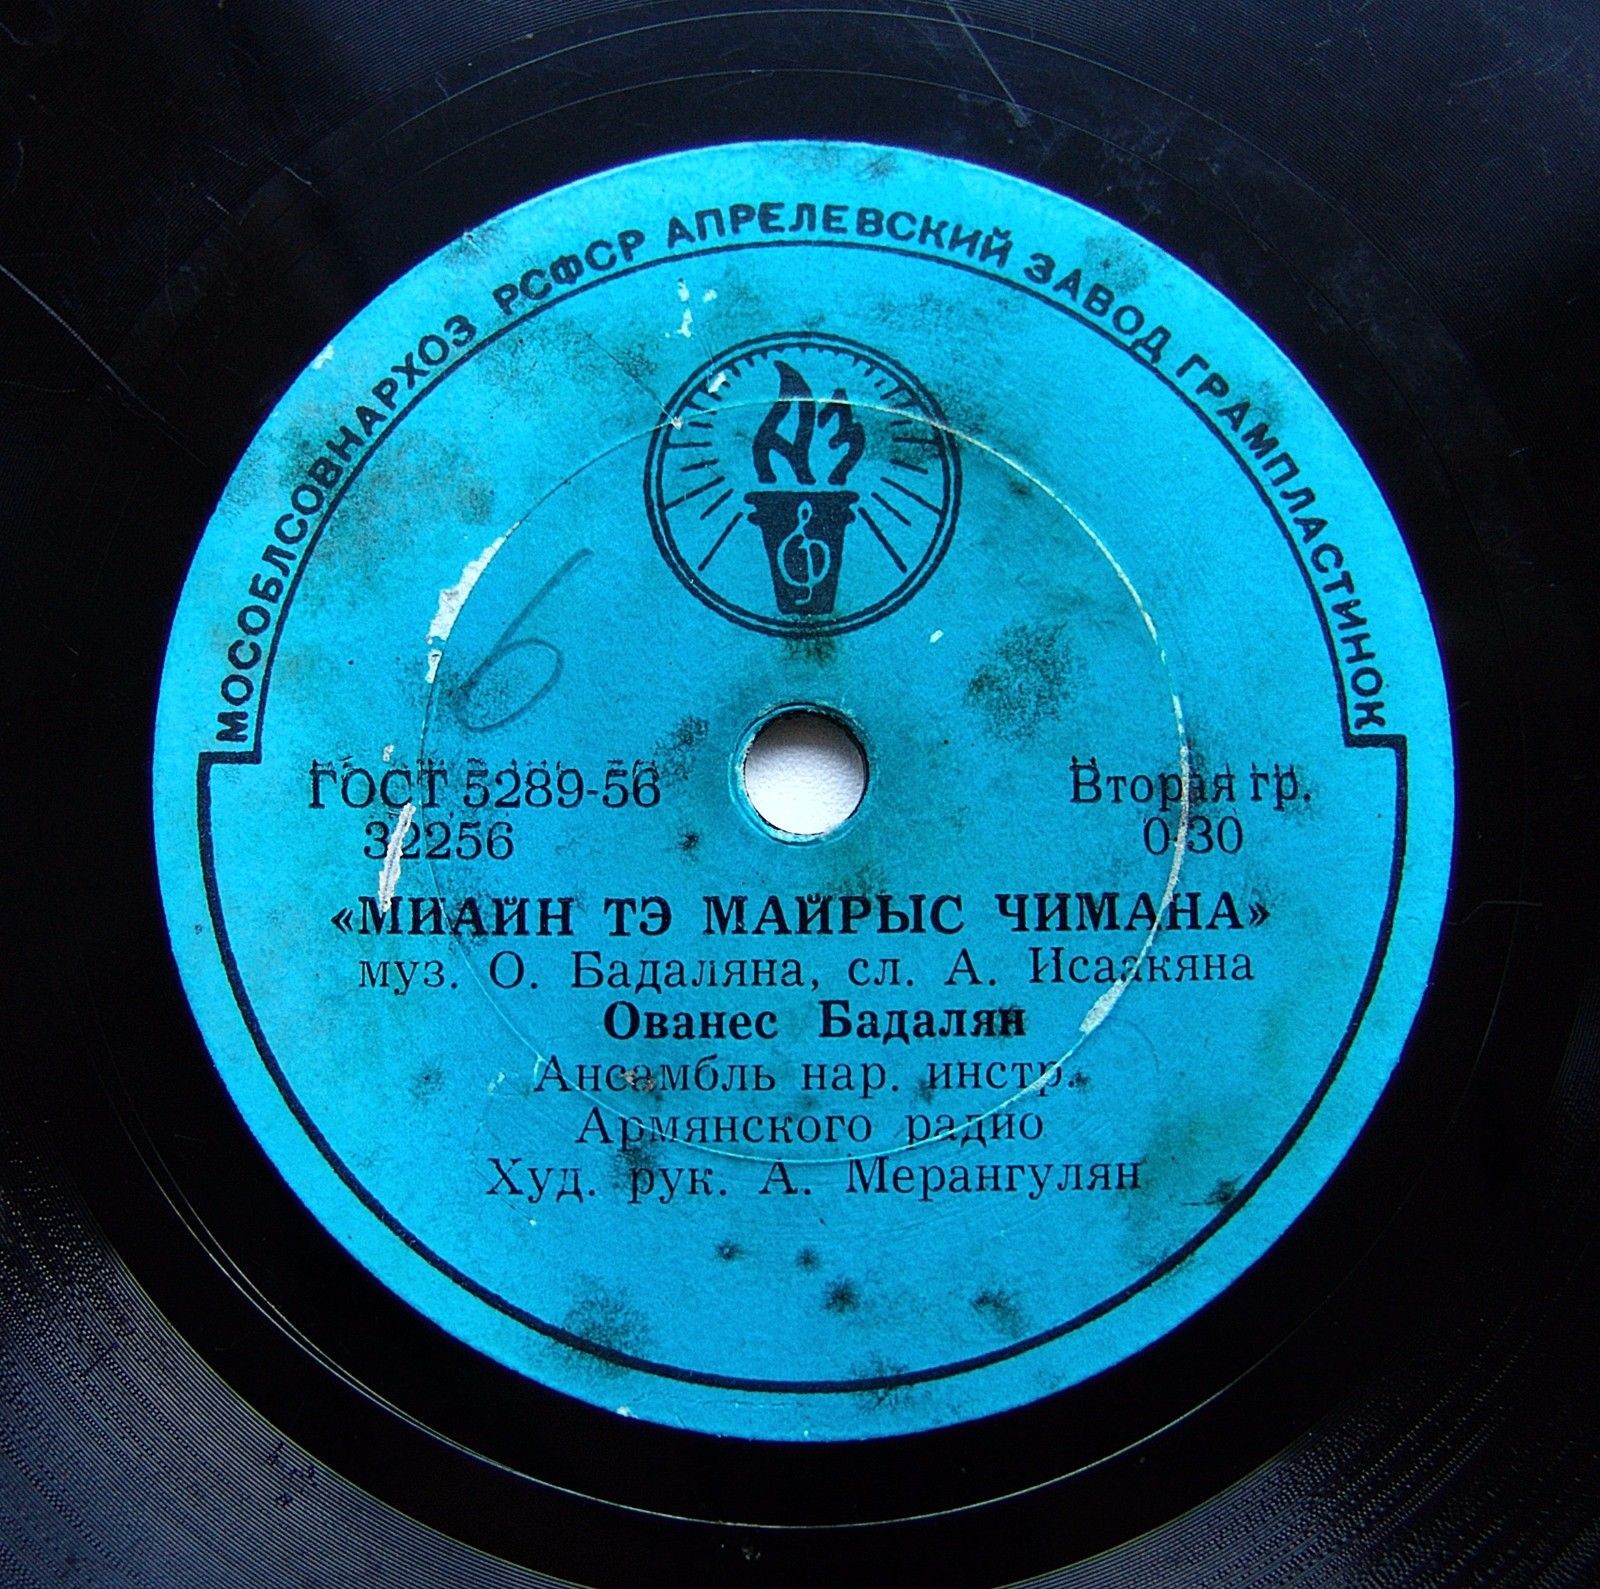 МОСОБЛСОВНАРХОЗ РСФСР АПРЕЛЕВСКИЙ ЗАВОД ГРАМПЛАСТИНОК
АЗ
б
ГОСТ 5289-56 Вторая гр.
32256 0-30
«МИАЙН ТЭ МАЙРЫС ЧИМАНА»
муз. О. Бадаляна, сл. А. Исаакяна
Ованес Бадалян
Ансамбль нар. инстр.
Армянского радио
Худ. рук. А. Мерангулян